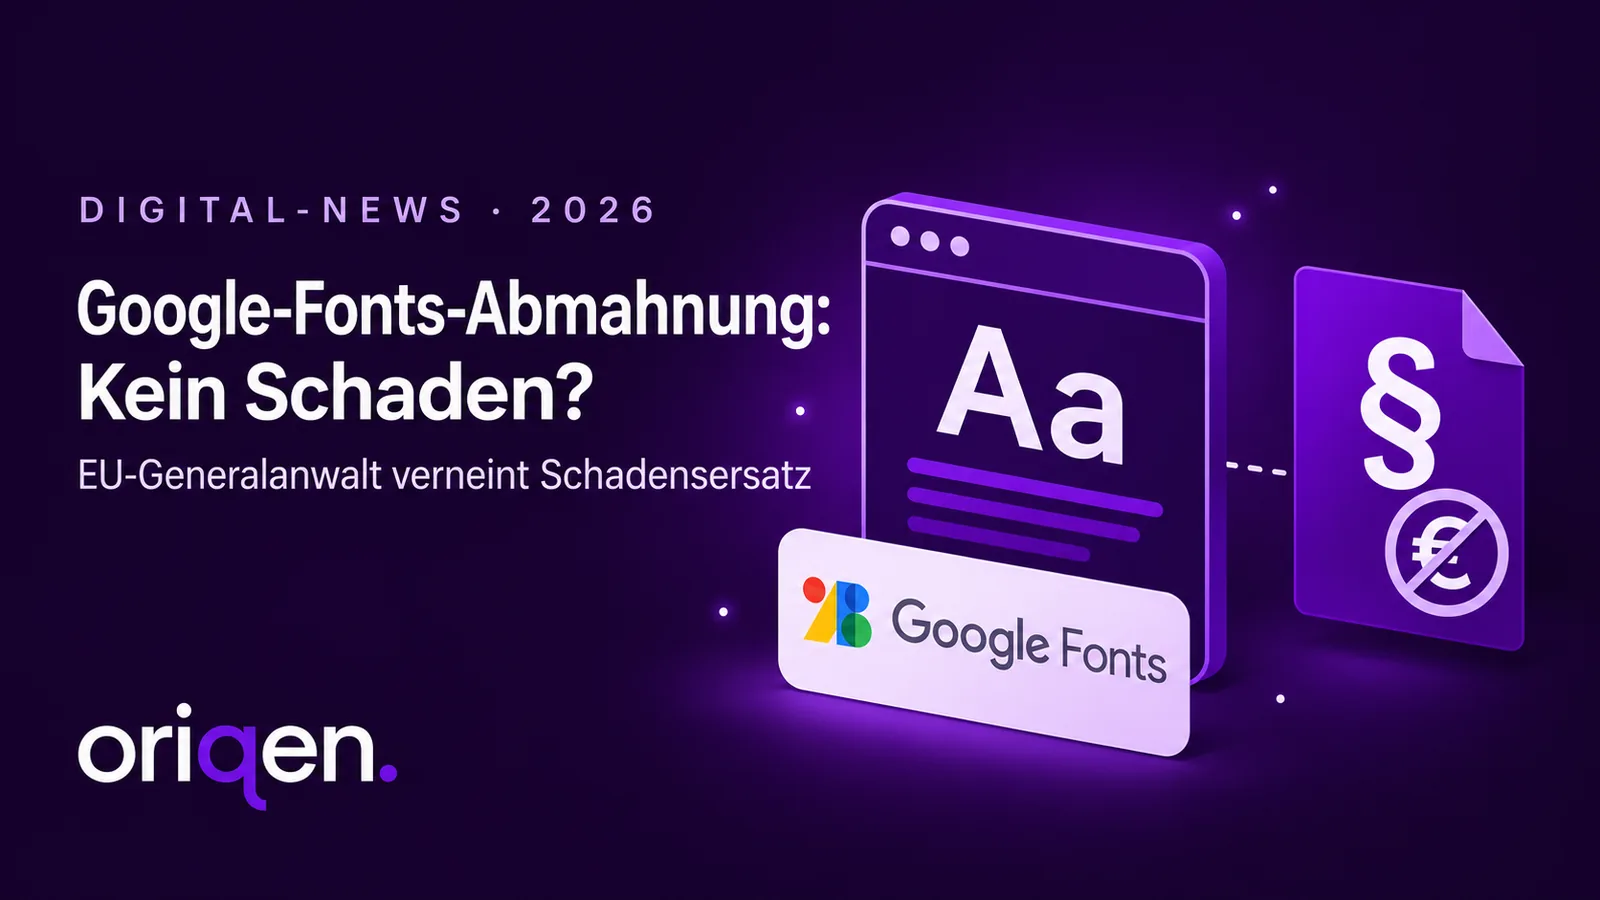 DIGITAL-NEWS · 2026
Google-Fonts-Abmahnung:
Kein Schaden?
EU-Generalanwalt verneint Schadensersatz
Aa
§
€
Google Fonts
oriqen.